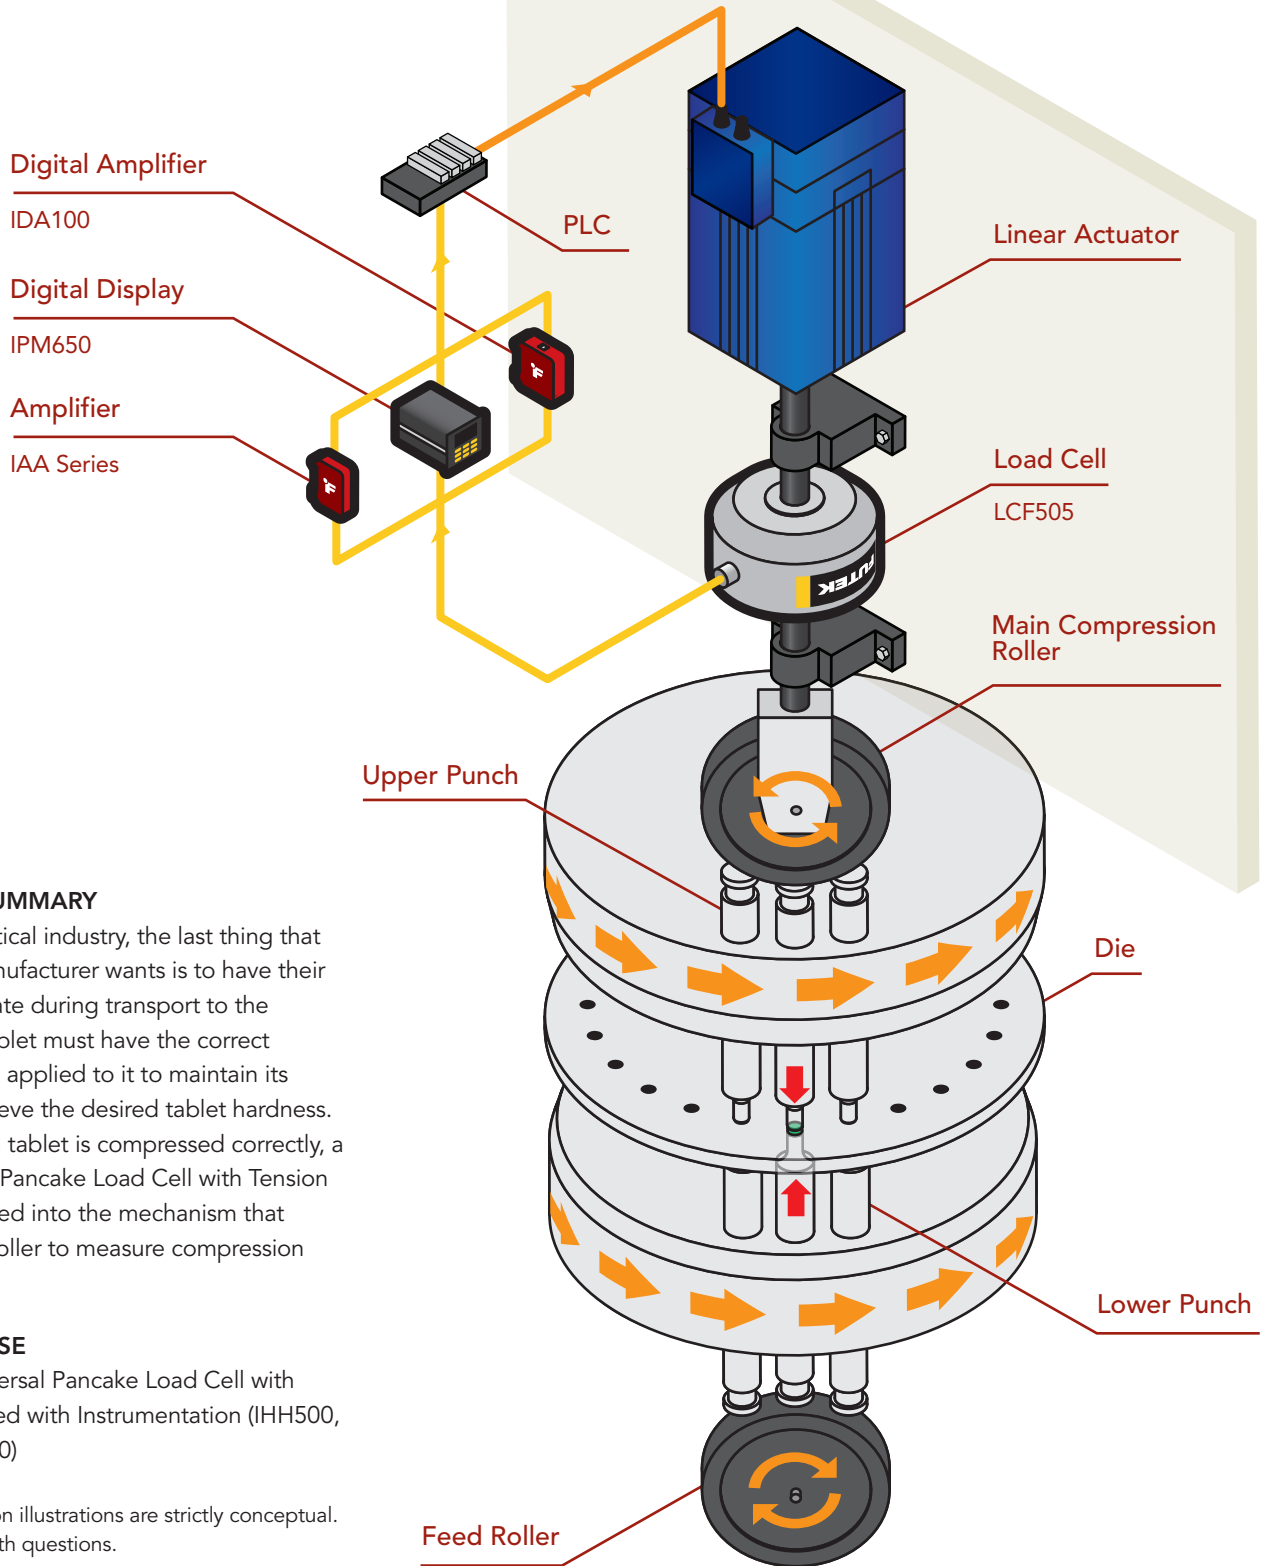 Digital Amplifier
IDA100
Digital Display
IPM650
Amplifier
IAA Series
PLC
Linear Actuator
Load Cell
LCF505
FUTEK
Main Compression
Roller
Upper Punch
Die
Lower Punch
Feed Roller
UMMARY
tical industry, the last thing that
nufacturer wants is to have their
ate during transport to the
blet must have the correct
applied to it to maintain its
eve the desired tablet hardness.
tablet is compressed correctly, a
Pancake Load Cell with Tension
ed into the mechanism that
oller to measure compression
SE
ersal Pancake Load Cell with
ed with Instrumentation (IHH500,
0)
on illustrations are strictly conceptual.
th questions.